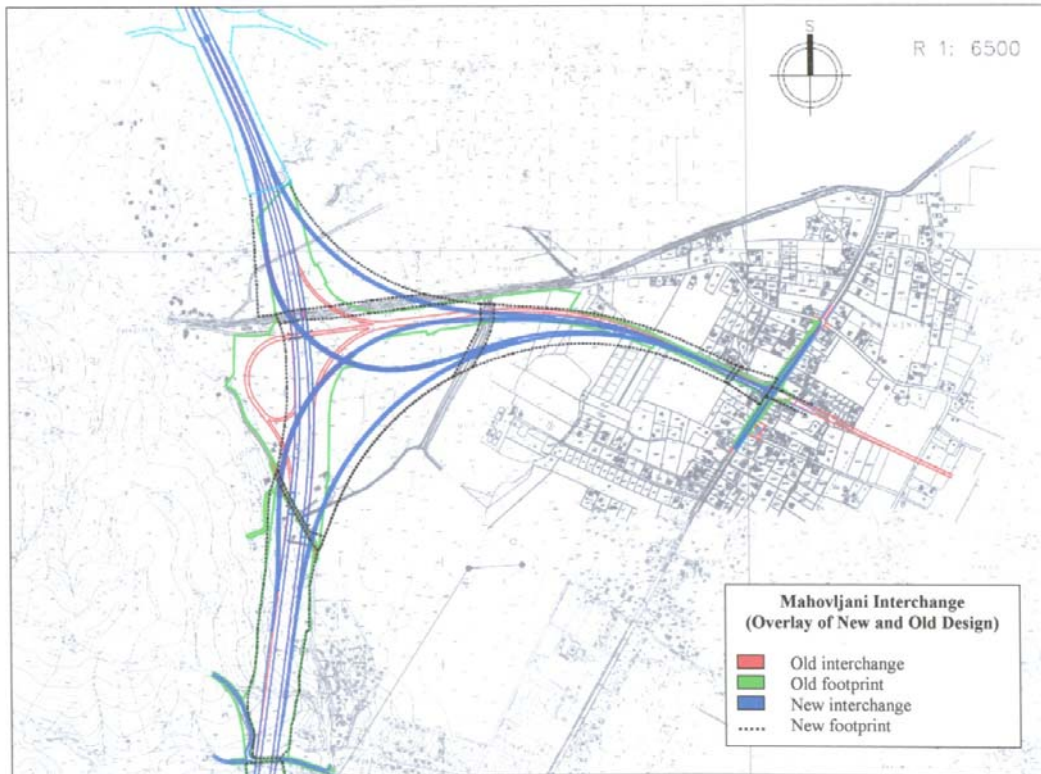 S
R 1: 6500
Mahovljani Interchange
(Overlay of New and Old Design)
Old interchange
Old footprint
New interchange
New footprint